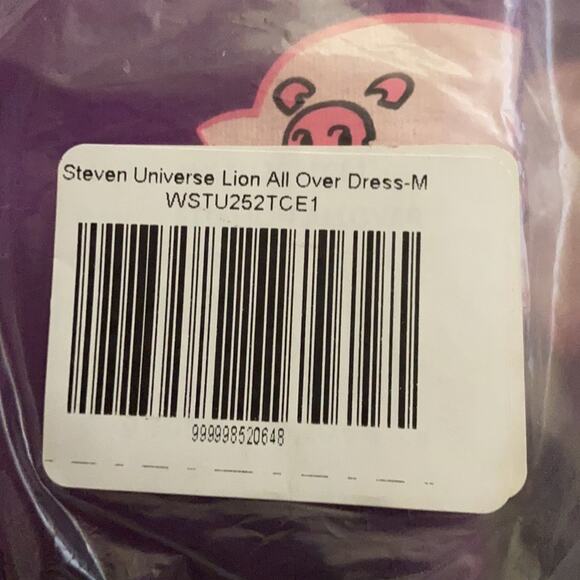 Steven Universe Lion All Over Dress-M
WSTU252TCE1
999998520648